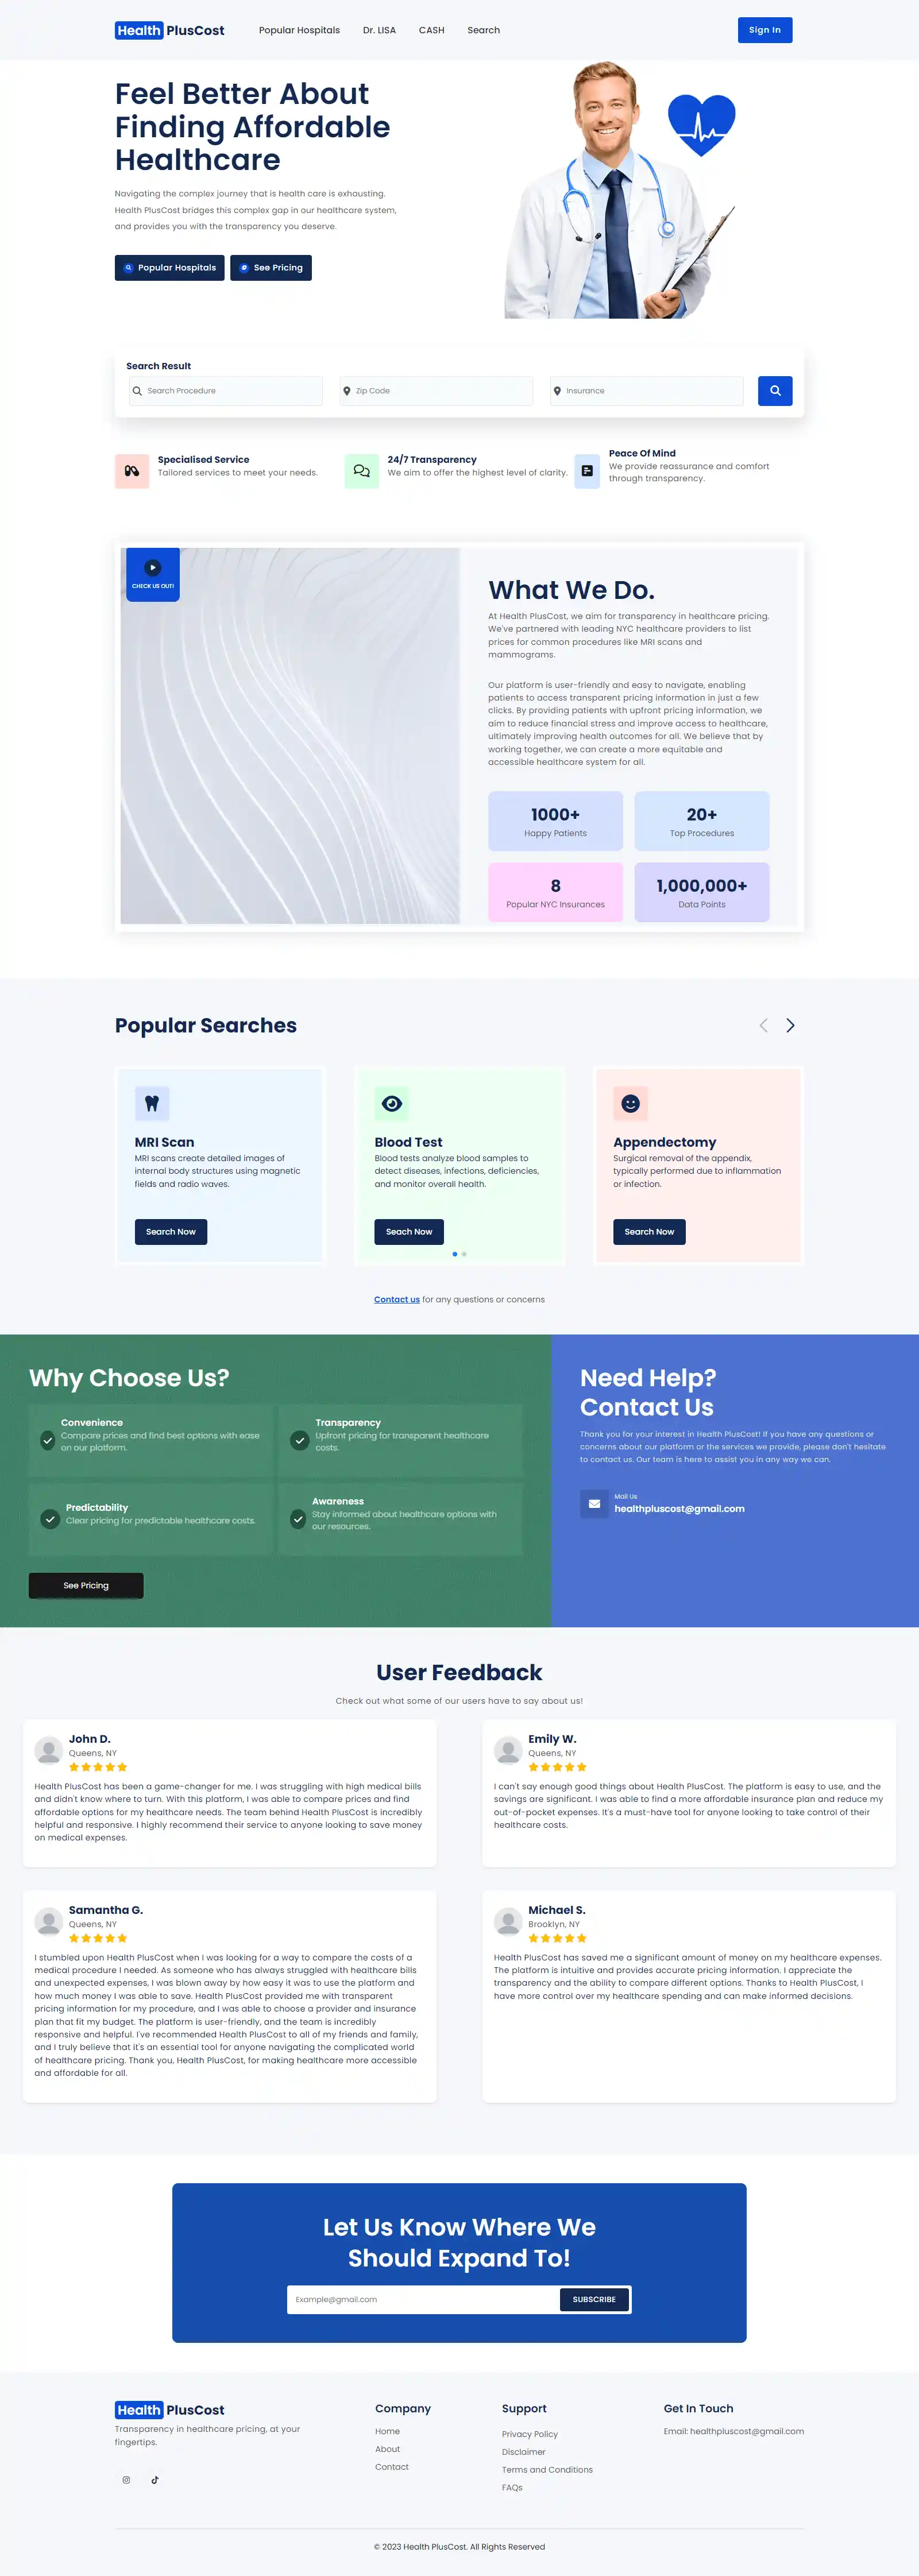 Health PlusCost
Popular Hospitals
Dr. LISA
CASH
Search
Sign In
Feel Better About
Finding Affordable
Healthcare
Navigating the complex journey that is health care is exhausting.
Health PlusCost bridges this complex gap in our healthcare system,
and provides you with the transparency you deserve.
Popular Hospitals
See Pricing
Search Result
Search Procedure
Zip Code
Insurance
Specialised Service
Tailored services to meet your needs.
24/7 Transparency
We aim to offer the highest level of clarity.
Peace Of Mind
We provide reassurance and comfort
through transparency.
CHECK US OUT!
What We Do.
At Health PlusCost, we aim for transparency in healthcare pricing.
We've partnered with leading NYC healthcare providers to list
prices for common procedures like MRI scans and
mammograms.
Our platform is user-friendly and easy to navigate, enabling
patients to access transparent pricing information in just a few
clicks. By providing patients with upfront pricing information, we
aim to reduce financial stress and improve access to healthcare,
ultimately improving health outcomes for all. We believe that by
working together, we can create a more equitable and
accessible healthcare system for all.
1000+
Happy Patients
20+
Top Procedures
8
Popular NYC Insurances
1,000,000+
Data Points
Popular Searches
MRI Scan
MRI scans create detailed images of
internal body structures using magnetic
fields and radio waves.
Search Now
Blood Test
Blood tests analyze blood samples to
detect diseases, infections, deficiencies,
and monitor overall health.
Seach Now
Appendectomy
Surgical removal of the appendix,
typically performed due to inflammation
or infection.
Search Now
Contact us for any questions or concerns
Why Choose Us?
Convenience
Compare prices and find best options with ease
on our platform.
Transparency
Upfront pricing for transparent healthcare
costs.
Predictability
Clear pricing for predictable healthcare costs.
Awareness
Stay informed about healthcare options with
our resources.
See Pricing
Need Help?
Contact Us
Thank you for your interest in Health PlusCost! If you have any questions or
concerns about our platform or the services we provide, please don't hesitate
to contact us. Our team is here to assist you in any way we can.
Mail Us
healthpluscost@gmail.com
User Feedback
Check out what some of our users have to say about us!
John D.
Queens, NY
Health PlusCost has been a game-changer for me. I was struggling with high medical bills
and didn't know where to turn. With this platform, I was able to compare prices and find
affordable options for my healthcare needs. The team behind Health PlusCost is incredibly
helpful and responsive. I highly recommend their service to anyone looking to save money
on medical expenses.
Emily W.
Queens, NY
I can't say enough good things about Health PlusCost. The platform is easy to use, and the
savings are significant. I was able to find a more affordable insurance plan and reduce my
out-of-pocket expenses. It's a must-have tool for anyone looking to take control of their
healthcare costs.
Samantha G.
Queens, NY
I stumbled upon Health PlusCost when I was looking for a way to compare the costs of a
medical procedure I needed. As someone who has always struggled with healthcare bills
and unexpected expenses, I was blown away by how easy it was to use the platform and
how much money I was able to save. Health PlusCost provided me with transparent
pricing information for my procedure, and I was able to choose a provider and insurance
plan that fit my budget. The platform is user-friendly, and the team is incredibly
responsive and helpful. I've recommended Health PlusCost to all of my friends and family,
and I truly believe that it's an essential tool for anyone navigating the complicated world
of healthcare pricing. Thank you, Health PlusCost, for making healthcare more accessible
and affordable for all.
Michael S.
Brooklyn, NY
Health PlusCost has saved me a significant amount of money on my healthcare expenses.
The platform is intuitive and provides accurate pricing information. I appreciate the
transparency and the ability to compare different options. Thanks to Health PlusCost, I
have more control over my healthcare spending and can make informed decisions.
Let Us Know Where We
Should Expand To!
Example@gmail.com
SUBSCRIBE
Health PlusCost
Transparency in healthcare pricing, at your
fingertips.
Company
Home
About
Contact
Support
Privacy Policy
Disclaimer
Terms and Conditions
FAQs
Get In Touch
Email: healthpluscost@gmail.com
© 2023 Health PlusCost. All Rights Reserved